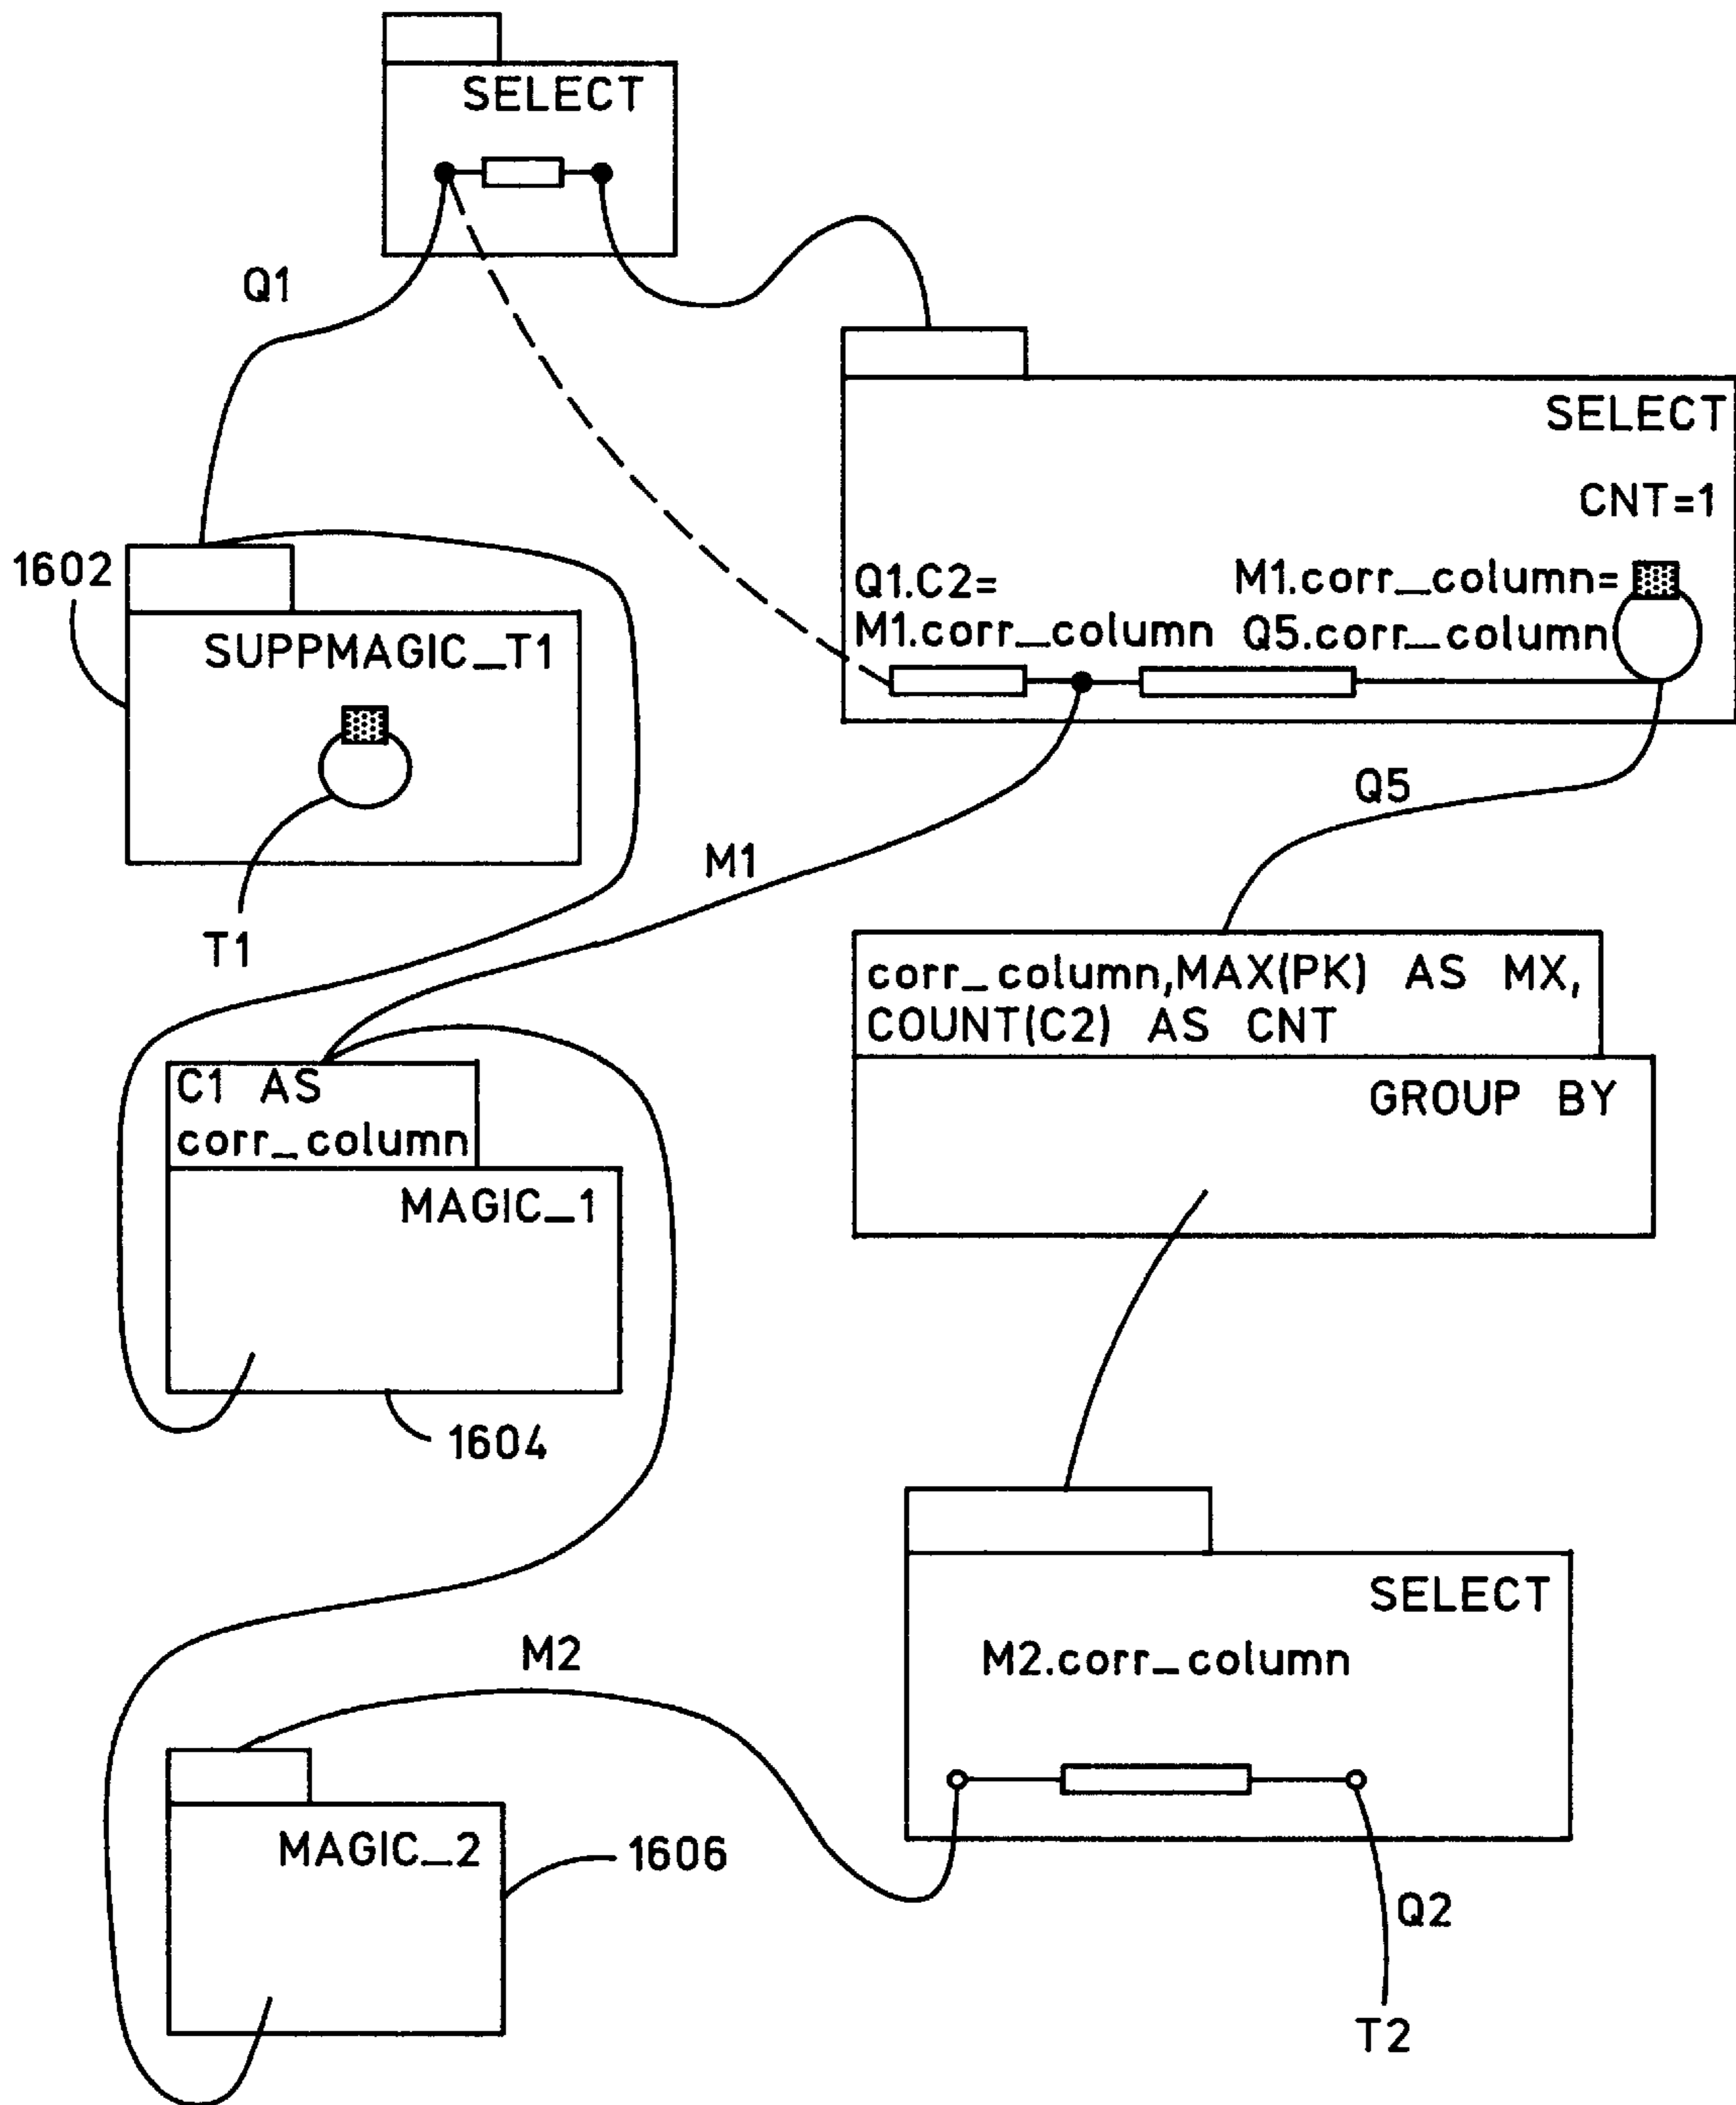 SELECT
Q1
SELECT
CNT=1
1602
Q1.C2=
M1.corr_column
M1.corr_column=
Q5.corr_column
SUPPMAGIC_T1
Q5
M1
T1
corr_column,MAX(PK) AS MX,
COUNT(C2) AS CNT
C1 AS
corr_column
GROUP BY
MAGIC_1
1604
SELECT
M2
M2.corr_column
MAGIC_2
1606
Q2
T2